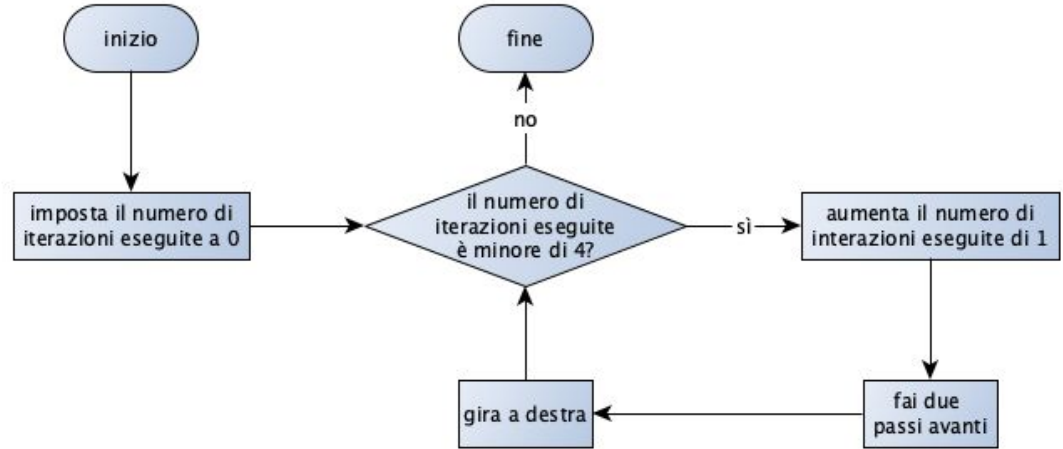 inizio
fine
no
imposta il numero di
iterazioni eseguite a 0
il numero di
iterazioni eseguite
è minore di 4?
sì
aumenta il numero di
interazioni eseguite di 1
gira a destra
fai due
passi avanti